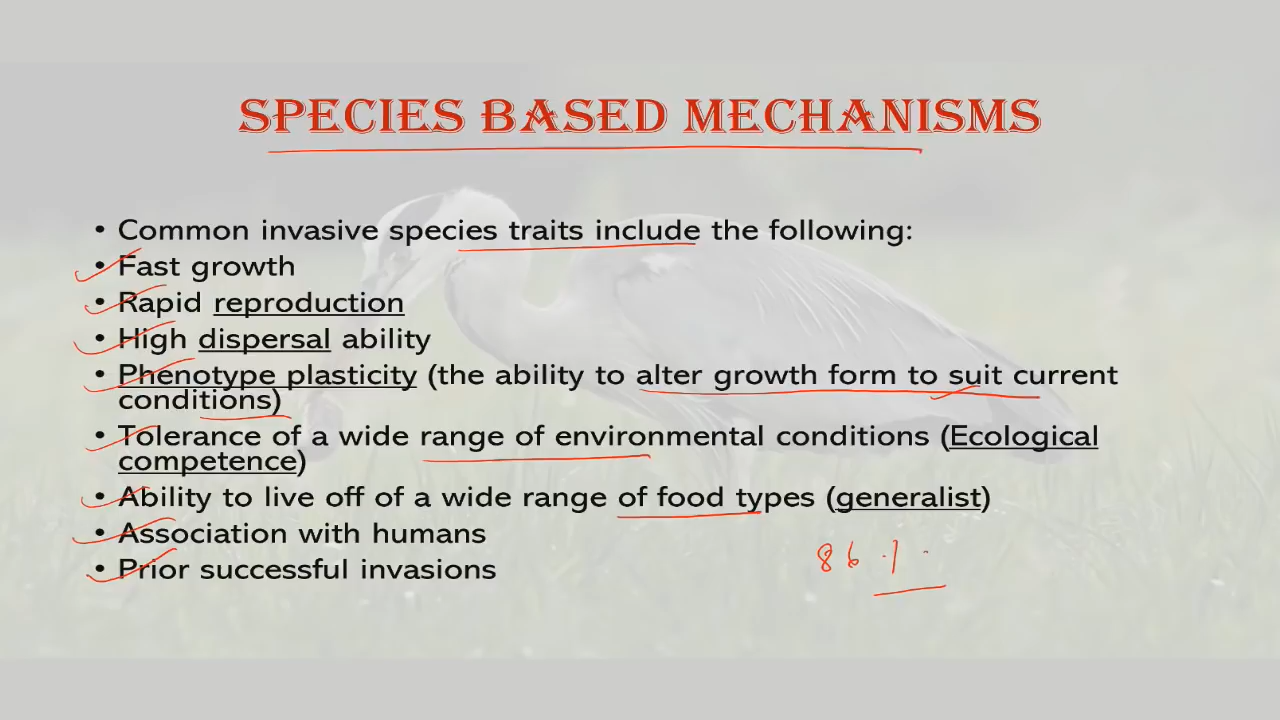 SPECIES BASED MECHANISMS
• Common invasive species traits include the following:
• Fast growth
• Rapid reproduction
• High dispersal ability
• Phenotype plasticity (the ability to alter growth form to suit current
conditions)
• Tolerance of a wide range of environmental conditions (Ecological
competence)
• Ability to live off of a wide range of food types (generalist)
• Association with humans
• Prior successful invasions
86 ·/·